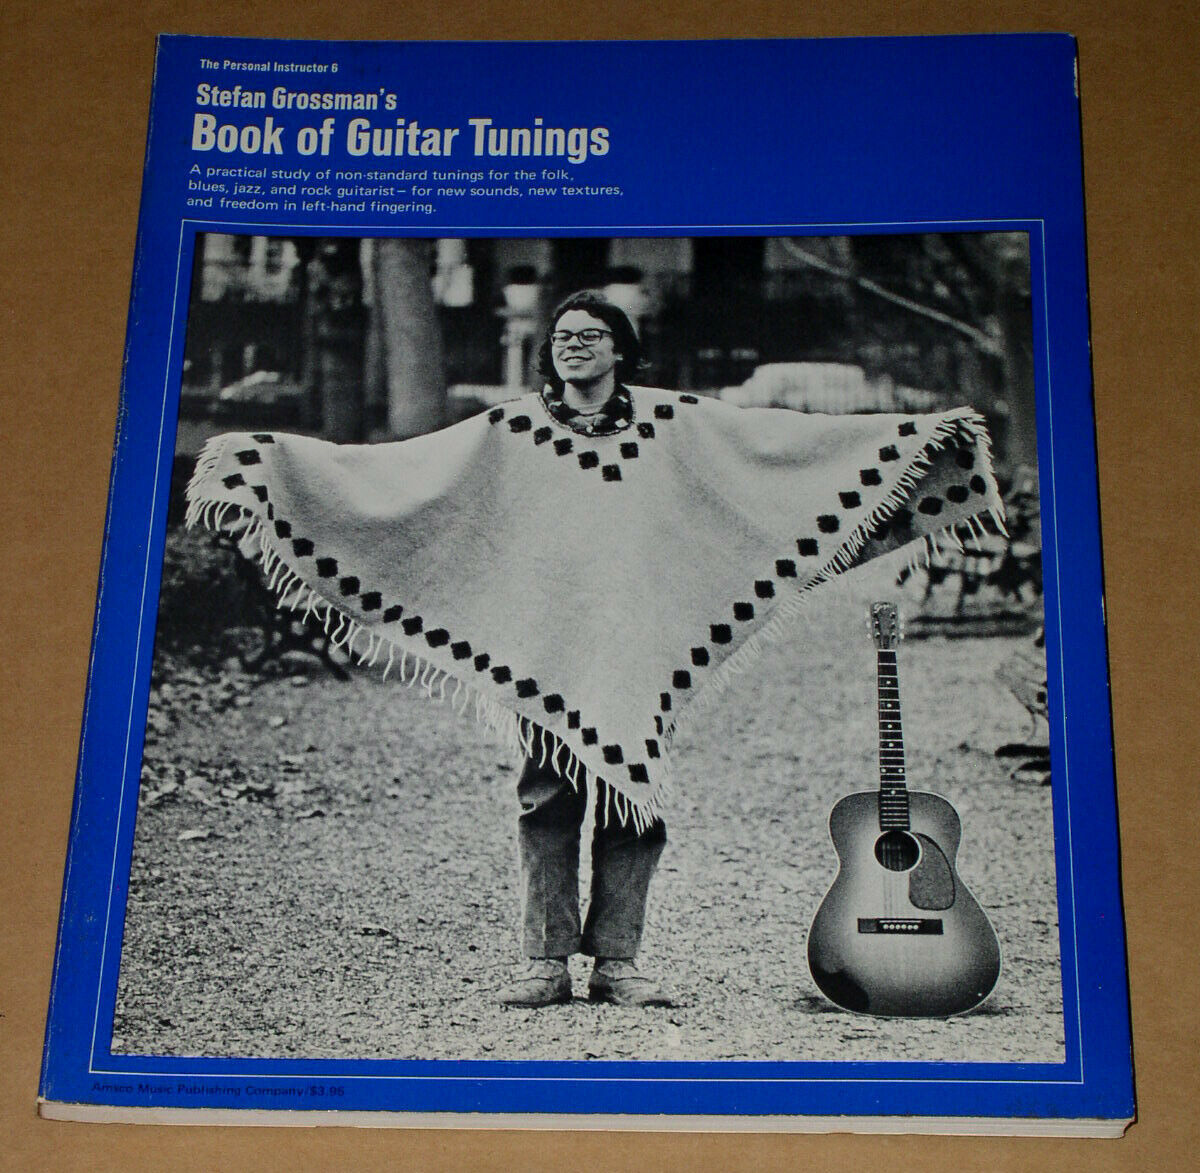 The Personal Instructor 6
Stefan Grossman's
Book of Guitar Tunings
A practical study of non-standard tunings for the folk,
blues, jazz, and rock guitarist — for new sounds, new textures,
and freedom in left-hand fingering.
Amsco Music Publishing Company/$3.95